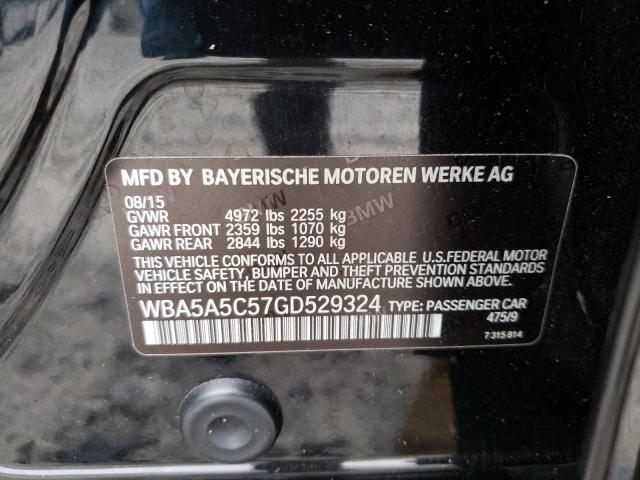 MFD BY BAYERISCHE MOTOREN WERKE AG
08/15
GVWR 4972 lbs 2255 kg
GAWR FRONT 2359 lbs 1070 kg
GAWR REAR 2844 lbs 1290 kg
THIS VEHICLE CONFORMS TO ALL APPLICABLE U.S.FEDERAL MOTOR
VEHICLE SAFETY, BUMPER AND THEFT PREVENTION STANDARDS
IN EFFECT ON THE DATE OF MANUFACTURE SHOWN ABOVE.
WBA5A5C57GD529324 TYPE: PASSENGER CAR
475/9
7 315 814